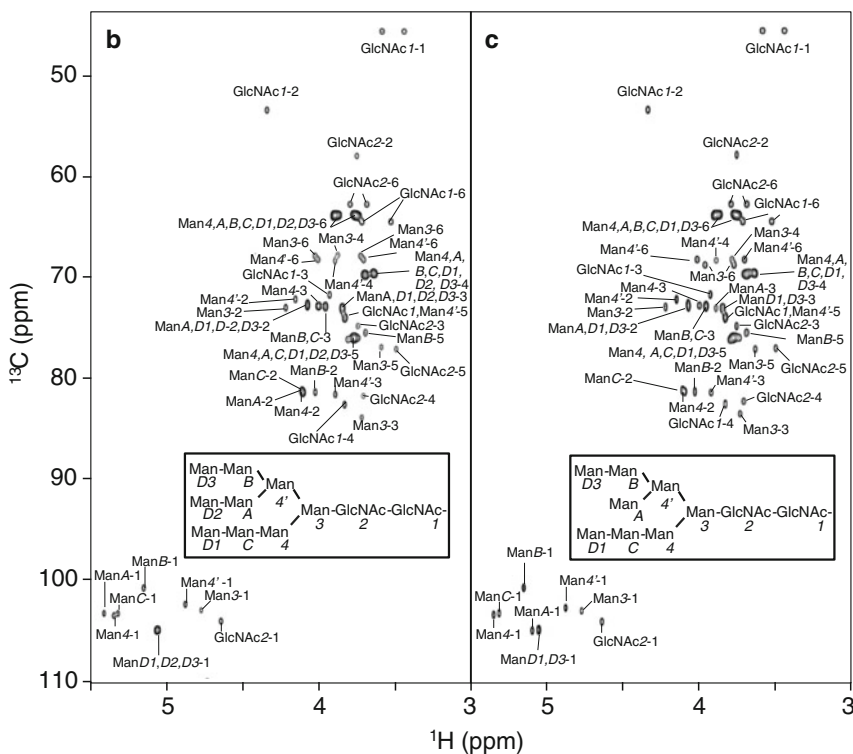 b
GlcNAc1-1
GlcNAc1-2
GlcNAc2-2
GlcNAc2-6
GlcNAc1-6
Man4,A,B,C,D1,D2,D3-6
Man3-6
Man3-6
Man3-4
Man4'-6
Man4'-6
Man4,A,
B,C,D1,
D2, D3-4
GlcNAc1-3
Man4'-4
Man4'-2
Man4-3
ManA,D1,D2,D3-3
Man3-2
GlcNAc1,Man4'-5
ManA,D1,D-2,D3-2
GlcNAc2-3
ManB,C-3
ManB-5
Man4,A,C,D1,D2,D3-5
Man3-5
GlcNAc2-5
ManC-2
ManB-2
Man4'-3
ManA-2
GlcNAc2-4
Man4-2
Man3-3
GlcNAc1-4
Man-Man
D3 B
Man
4'
Man-Man
D2 A
Man-GlcNAc-GlcNAc-
3 2 1
Man-Man-Man
D1 C 4
ManB-1
ManA-1
Man4'-1
ManC-1
Man3-1
Man4-1
GlcNAc2-1
ManD1,D2,D3-1
c
GlcNAc1-1
GlcNAc1-2
GlcNAc2-2
GlcNAc2-6
GlcNAc1-6
Man4,A,B,C,D1,D2,D3-6
Man4'-4
Man3-4
Man4'-6
Man4'-6
Man4,A,
B,C,D1,
D2,D3-4
GlcNAc1-3
Man3-6
ManA-3
Man4-3
Man4'-2
ManD1,D3-3
Man3-2
GlcNAc1,Man4'-5
ManA,D1,D3-2
GlcNAc2-3
ManB,C-3
ManB-5
Man4, A,C,D1,D3-5
Man3-5
GlcNAc2-5
ManB-2
Man4'-3
ManC-2
GlcNAc2-4
Man4-2
GlcNAc1-4
Man3-3
Man-Man
D3 B
Man
4'
Man
A
Man-GlcNAc-GlcNAc-
3 2 1
Man-Man-Man
D1 C 4
ManB-1
ManC-1
Man4'-1
ManA-1
Man3-1
Man4-1
GlcNAc2-1
ManD1,D3-1
50
60
70
80
90
100
110
13C (ppm)
5 4 3 5 4 3
1H (ppm)